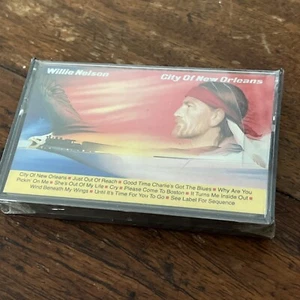 Willie Nelson City Of New Orleans
City Of New Orleans ★ Just Out Of Reach ★ Good Time Charlie's Got The Blues ★ Why Are You
Pickin' On Me ★ She's Out Of My Life ★ Cry ★ Please Come To Boston ★ It Turns Me Inside Out ★
Wind Beneath My Wings ★ Until It's Time For You To Go ★ See Label For Sequence